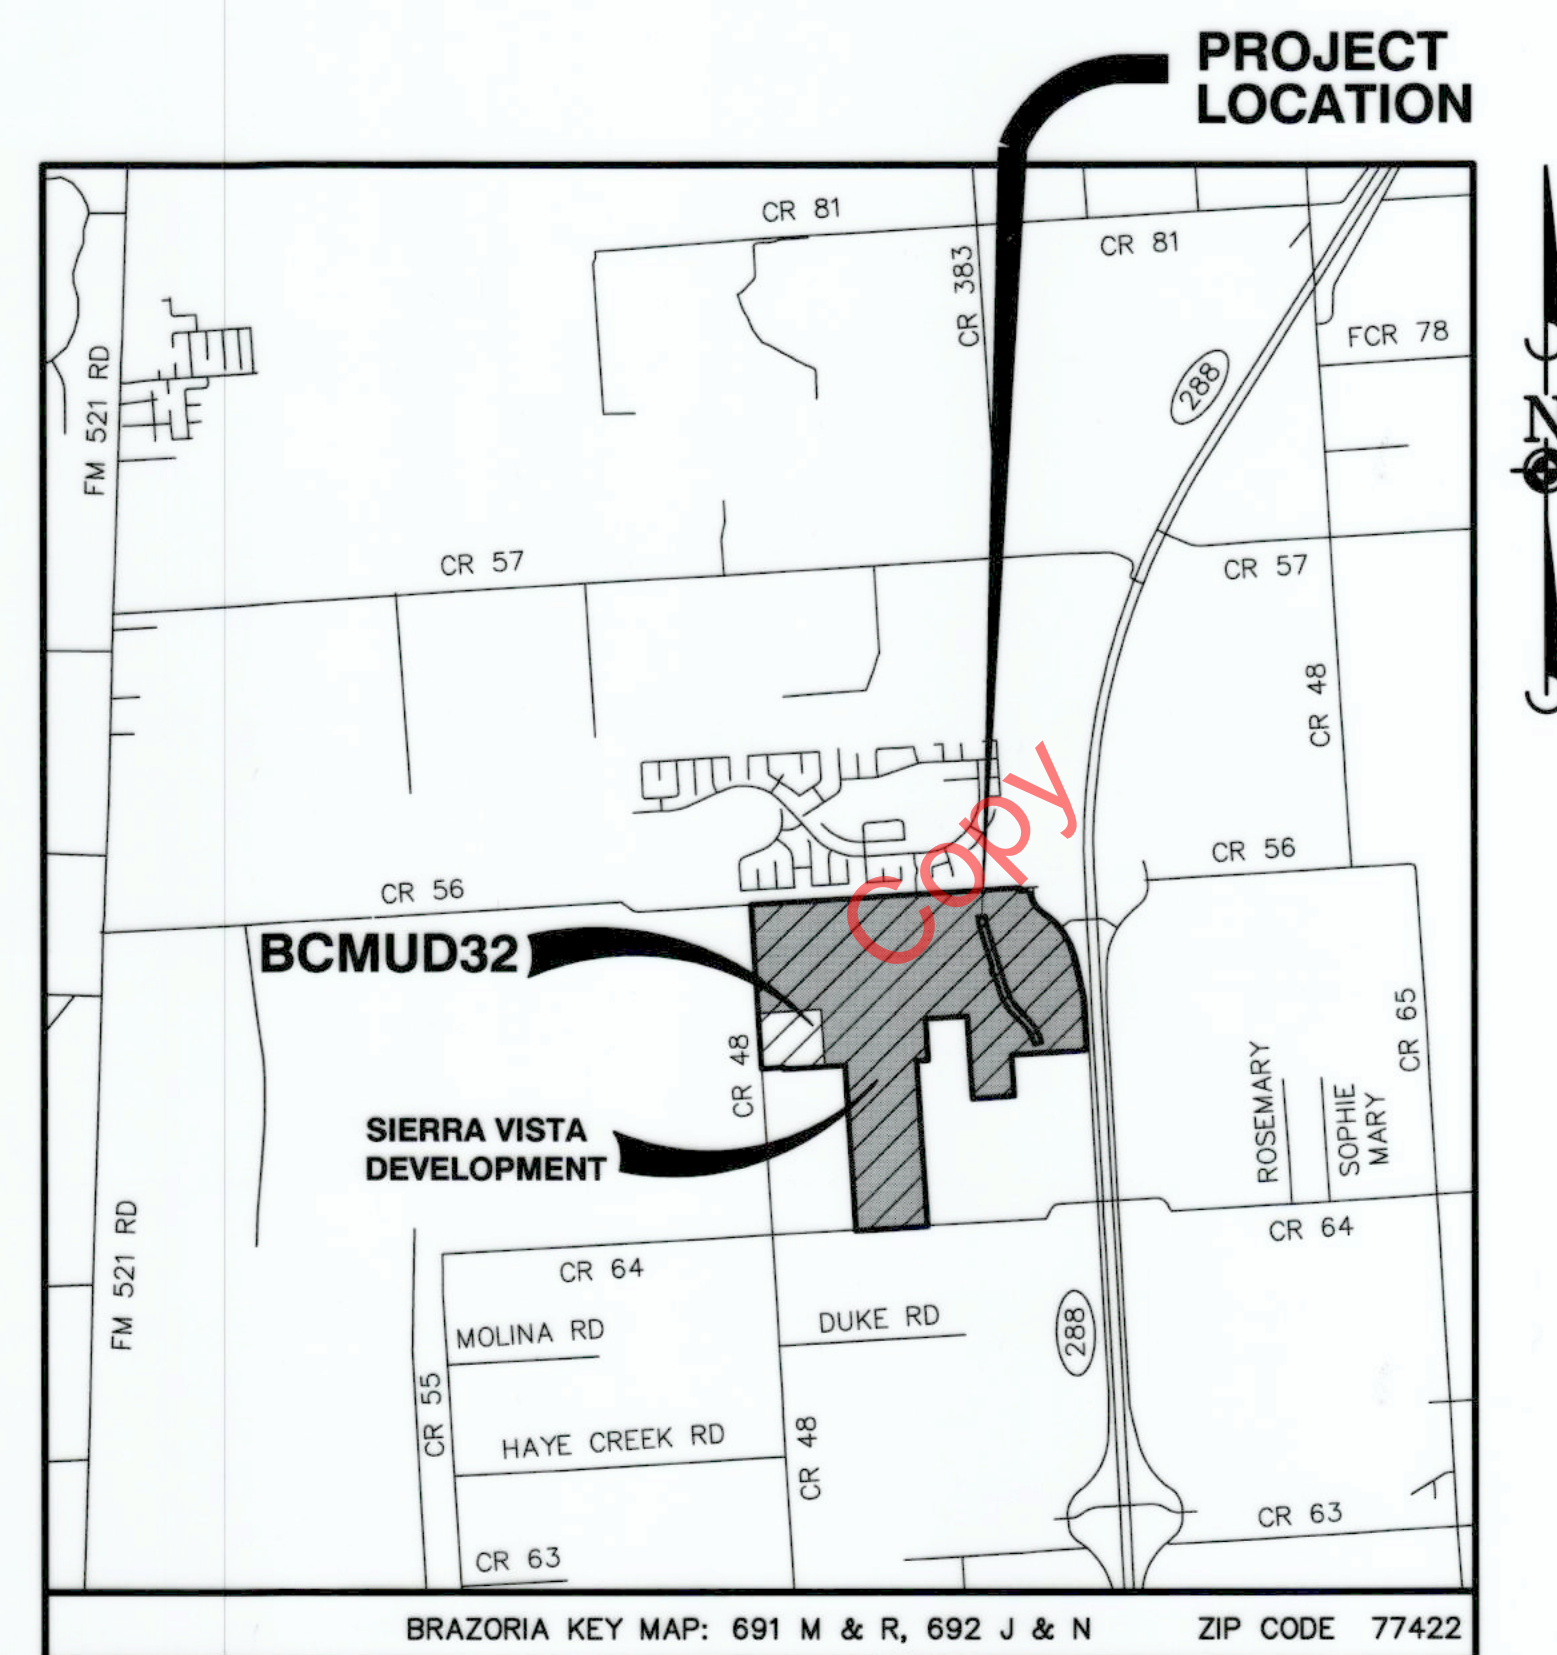 PROJECT
LOCATION
CR 81
CR 81
CR 383
FCR 78
288
FM 521 RD
N
CR 57
CR 57
CR 48
CR 56
CR 56
Copy
BCMUD32
CR 48
CR 65
ROSEMARY
SOPHIE
MARY
SIERRA VISTA
DEVELOPMENT
FM 521 RD
CR 64
CR 64
MOLINA RD
DUKE RD
288
CR 55
HAYE CREEK RD
CR 48
CR 63
CR 63
BRAZORIA KEY MAP: 691 M & R, 692 J & N ZIP CODE 77422